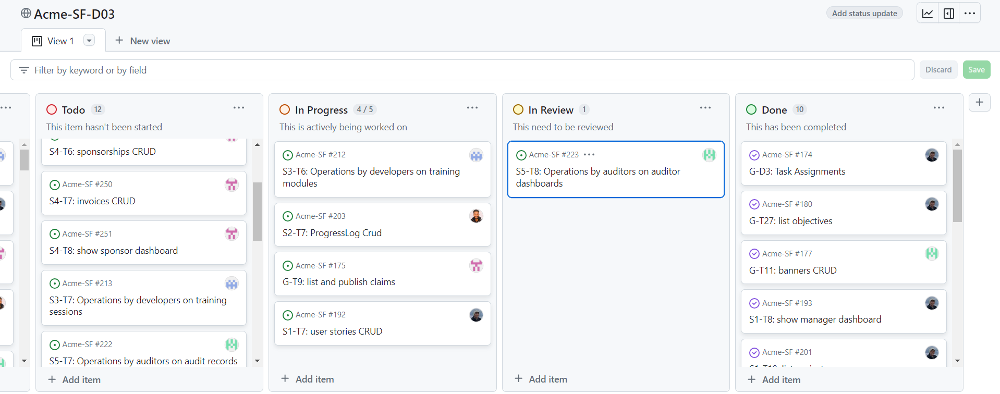 Acme-SF-D03
Add status update
View 1
New view
Filter by keyword or by field
Discard
Save
Todo 12
This item hasn't been started
S4-T6: sponsorships CRUD
Acme-SF #250
S4-T7: invoices CRUD
Acme-SF #251
S4-T8: show sponsor dashboard
Acme-SF #213
S3-T7: Operations by developers on training
sessions
Acme-SF #222
S5-T7: Operations by auditors on audit records
Add item
In Progress 4 / 5
This is actively being worked on
Acme-SF #212
S3-T6: Operations by developers on training
modules
Acme-SF #203
S2-T7: ProgressLog Crud
Acme-SF #175
G-T9: list and publish claims
Acme-SF #192
S1-T7: user stories CRUD
Add item
In Review 1
This need to be reviewed
Acme-SF #223
S5-T8: Operations by auditors on auditor
dashboards
Add item
Done 10
This has been completed
Acme-SF #174
G-D3: Task Assignments
Acme-SF #180
G-T27: list objectives
Acme-SF #177
G-T11: banners CRUD
Acme-SF #193
S1-T8: show manager dashboard
Acme-SF #201
Add item